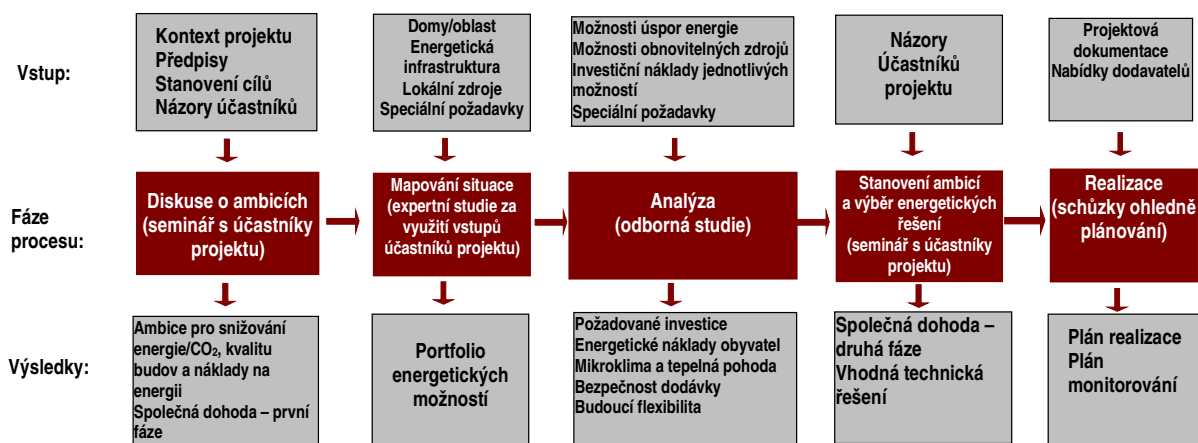 Vstup:
Kontext projektu
Předpisy
Stanovení cílů
Názory účastníků
Domy/oblast
Energetická
infrastruktura
Lokální zdroje
Speciální požadavky
Možnosti úspor energie
Možnosti obnovitelných zdrojů
Investiční náklady jednotlivých
možností
Speciální požadavky
Názory
Účastníků
projektu
Projektová
dokumentace
Nabídky dodavatelů
Fáze
procesu:
Diskuse o ambicích
(seminář s účastníky
projektu)
Mapování situace
(expertní studie za
využití vstupů
účastníků projektu)
Analýza
(odborná studie)
Stanovení ambicí
a výběr energetických
řešení
(seminář s účastníky
projektu)
Realizace
(schůzky ohledně
plánování)
Výsledky:
Ambice pro snižování
energie/CO₂, kvalitu
budov a náklady na
energii
Společná dohoda – první
fáze
Portfolio
energetických
možností
Požadované investice
Energetické náklady obyvatel
Mikroklima a tepelná pohoda
Bezpečnost dodávky
Budoucí flexibilita
Společná dohoda –
druhá fáze
Vhodná technická
řešení
Plán realizace
Plán
monitorování